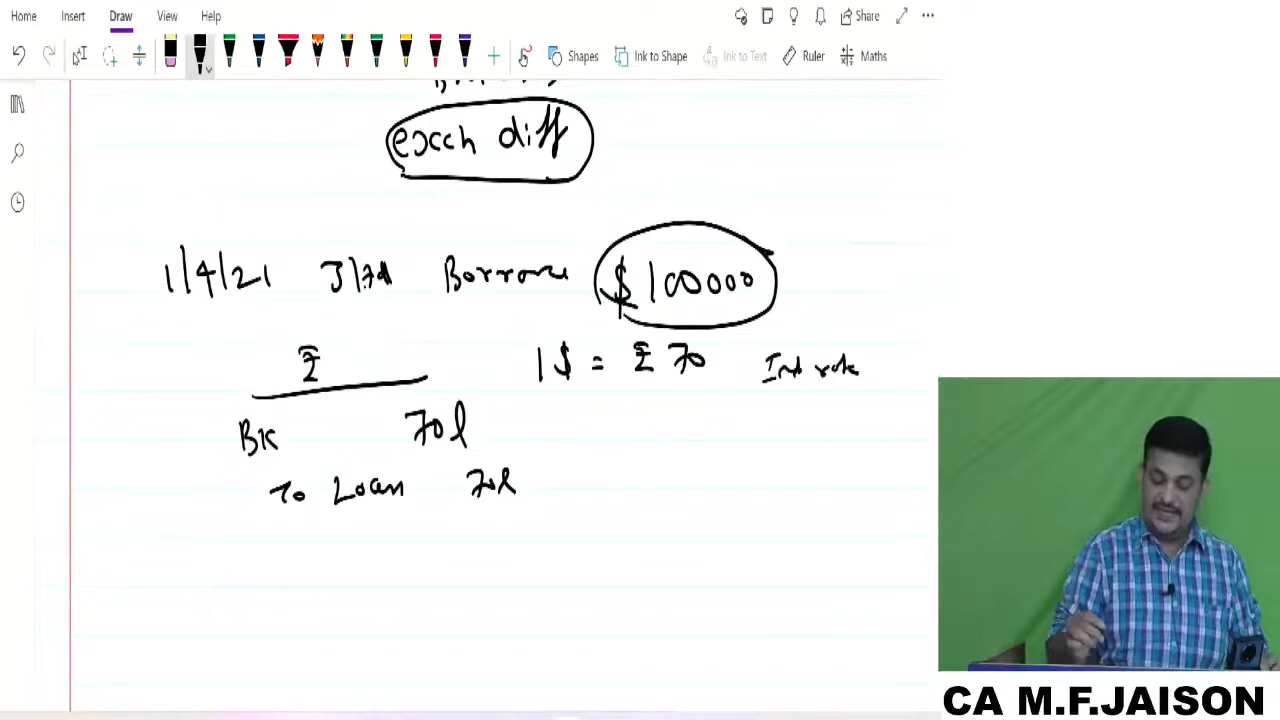 Home Insert Draw View Help Share
Shapes Ink to Shape Ink to Text Ruler Maths
exch diff
1/4/21 Borrow $100000
₹ 1$ = ₹ 70 Int rate
BK 70l
To Loan 70l
CA M.F.JAISON